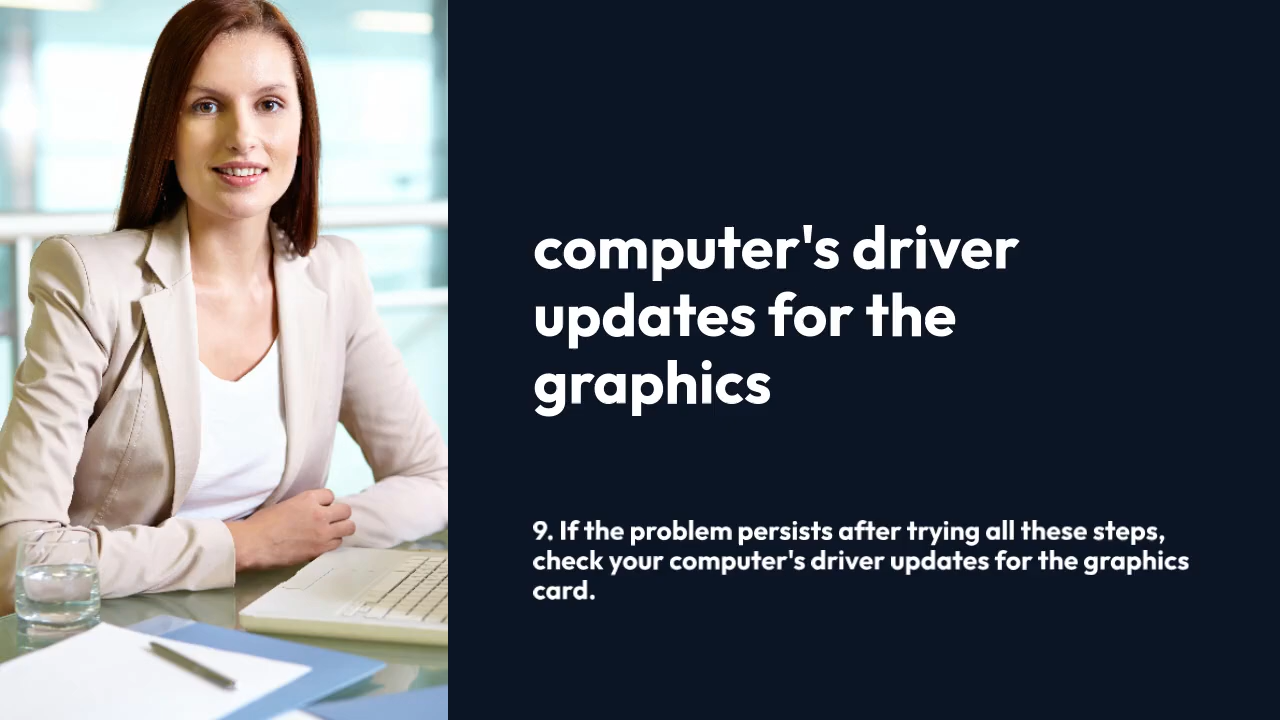 computer's driver
updates for the
graphics
9. If the problem persists after trying all these steps,
check your computer's driver updates for the graphics
card.